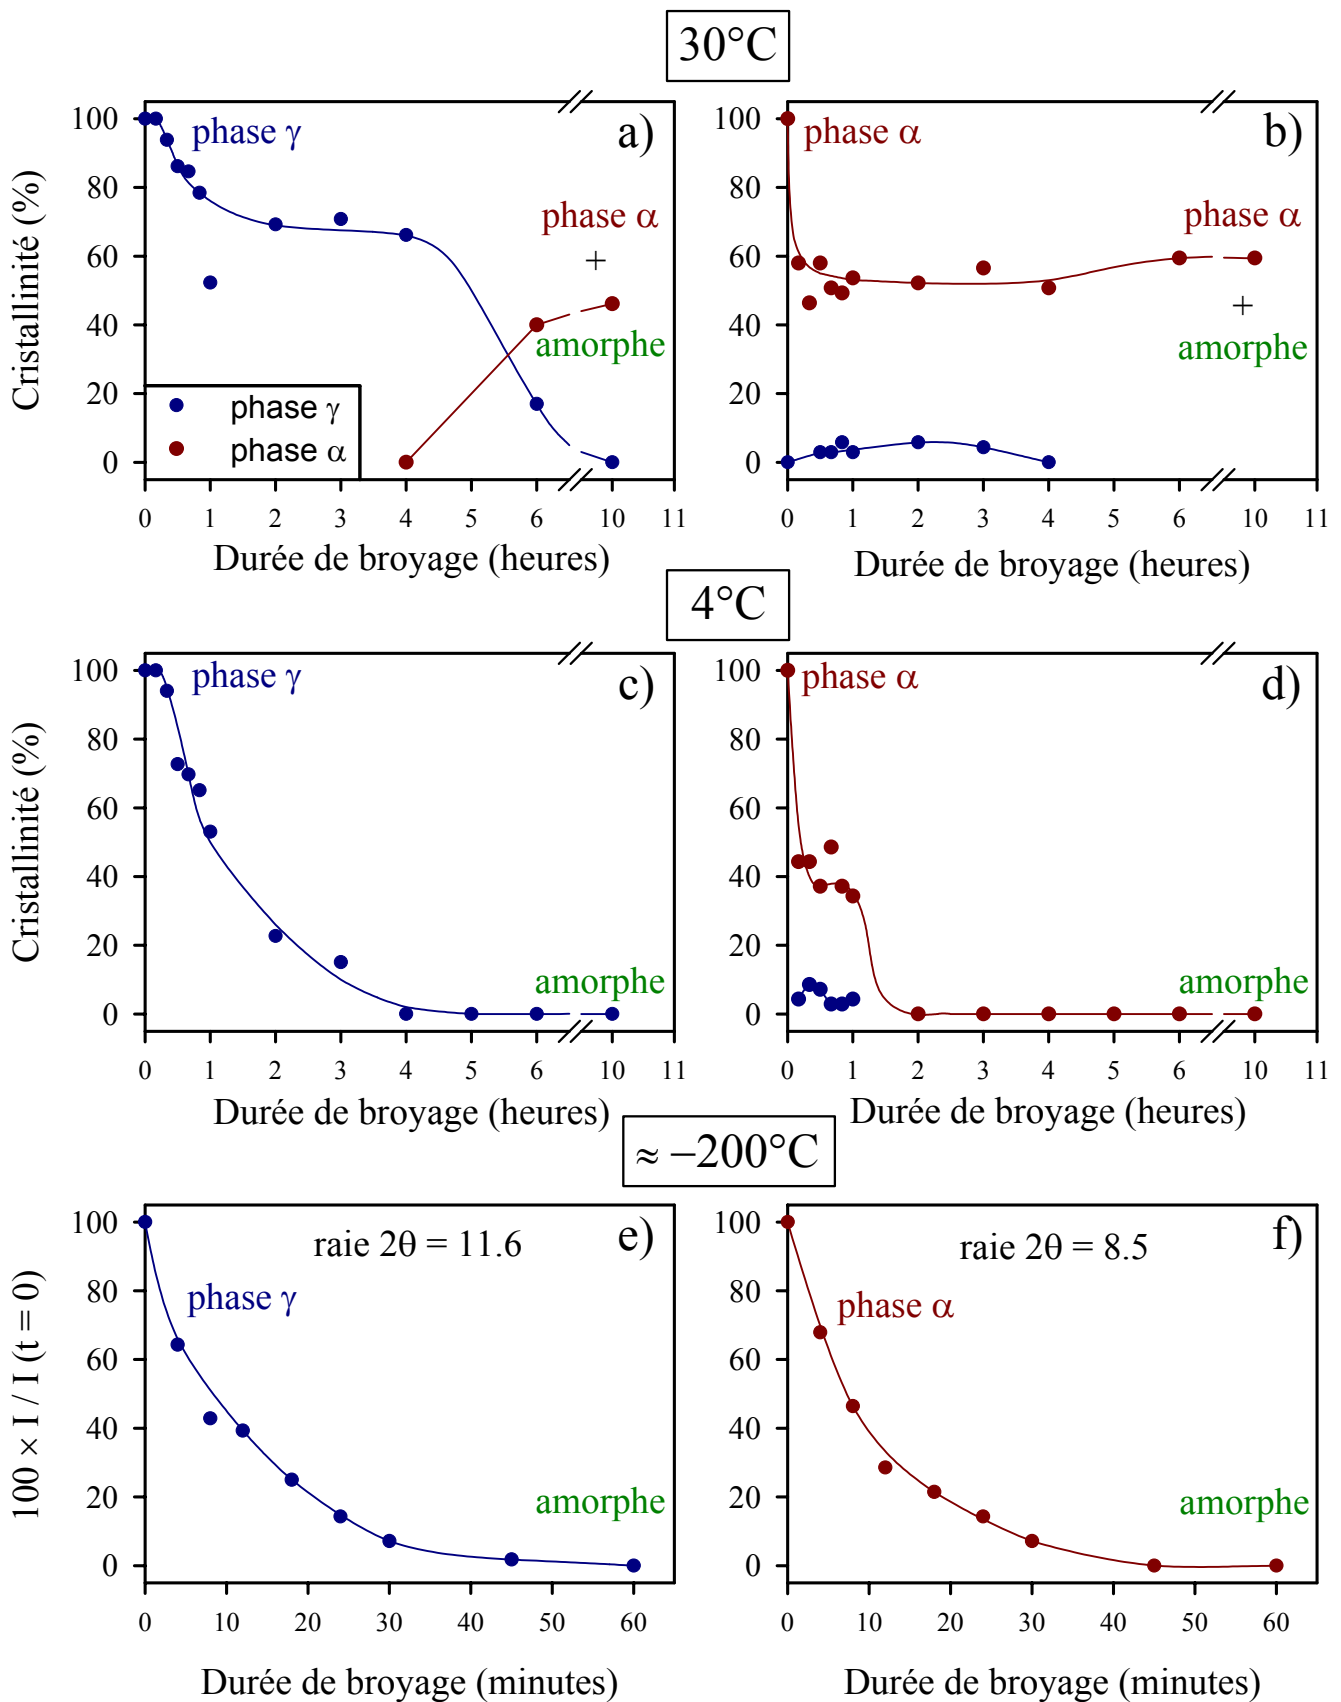 30°C
Cristallinité (%)
100
80
60
40
20
0
phase γ
a)
phase α
+
amorphe
phase γ
phase α
0 1 2 3 4 5 6 10 11
Durée de broyage (heures)
100
80
60
40
20
0
phase α
b)
phase α
+
amorphe
0 1 2 3 4 5 6 10 11
Durée de broyage (heures)
4°C
Cristallinité (%)
100
80
60
40
20
0
phase γ
c)
amorphe
0 1 2 3 4 5 6 10 11
Durée de broyage (heures)
100
80
60
40
20
0
phase α
d)
amorphe
0 1 2 3 4 5 6 10 11
Durée de broyage (heures)
≈ −200°C
100 × I / I (t = 0)
100
80
60
40
20
0
raie 2θ = 11.6
e)
phase γ
amorphe
0 10 20 30 40 50 60
Durée de broyage (minutes)
100
80
60
40
20
0
raie 2θ = 8.5
f)
phase α
amorphe
0 10 20 30 40 50 60
Durée de broyage (minutes)